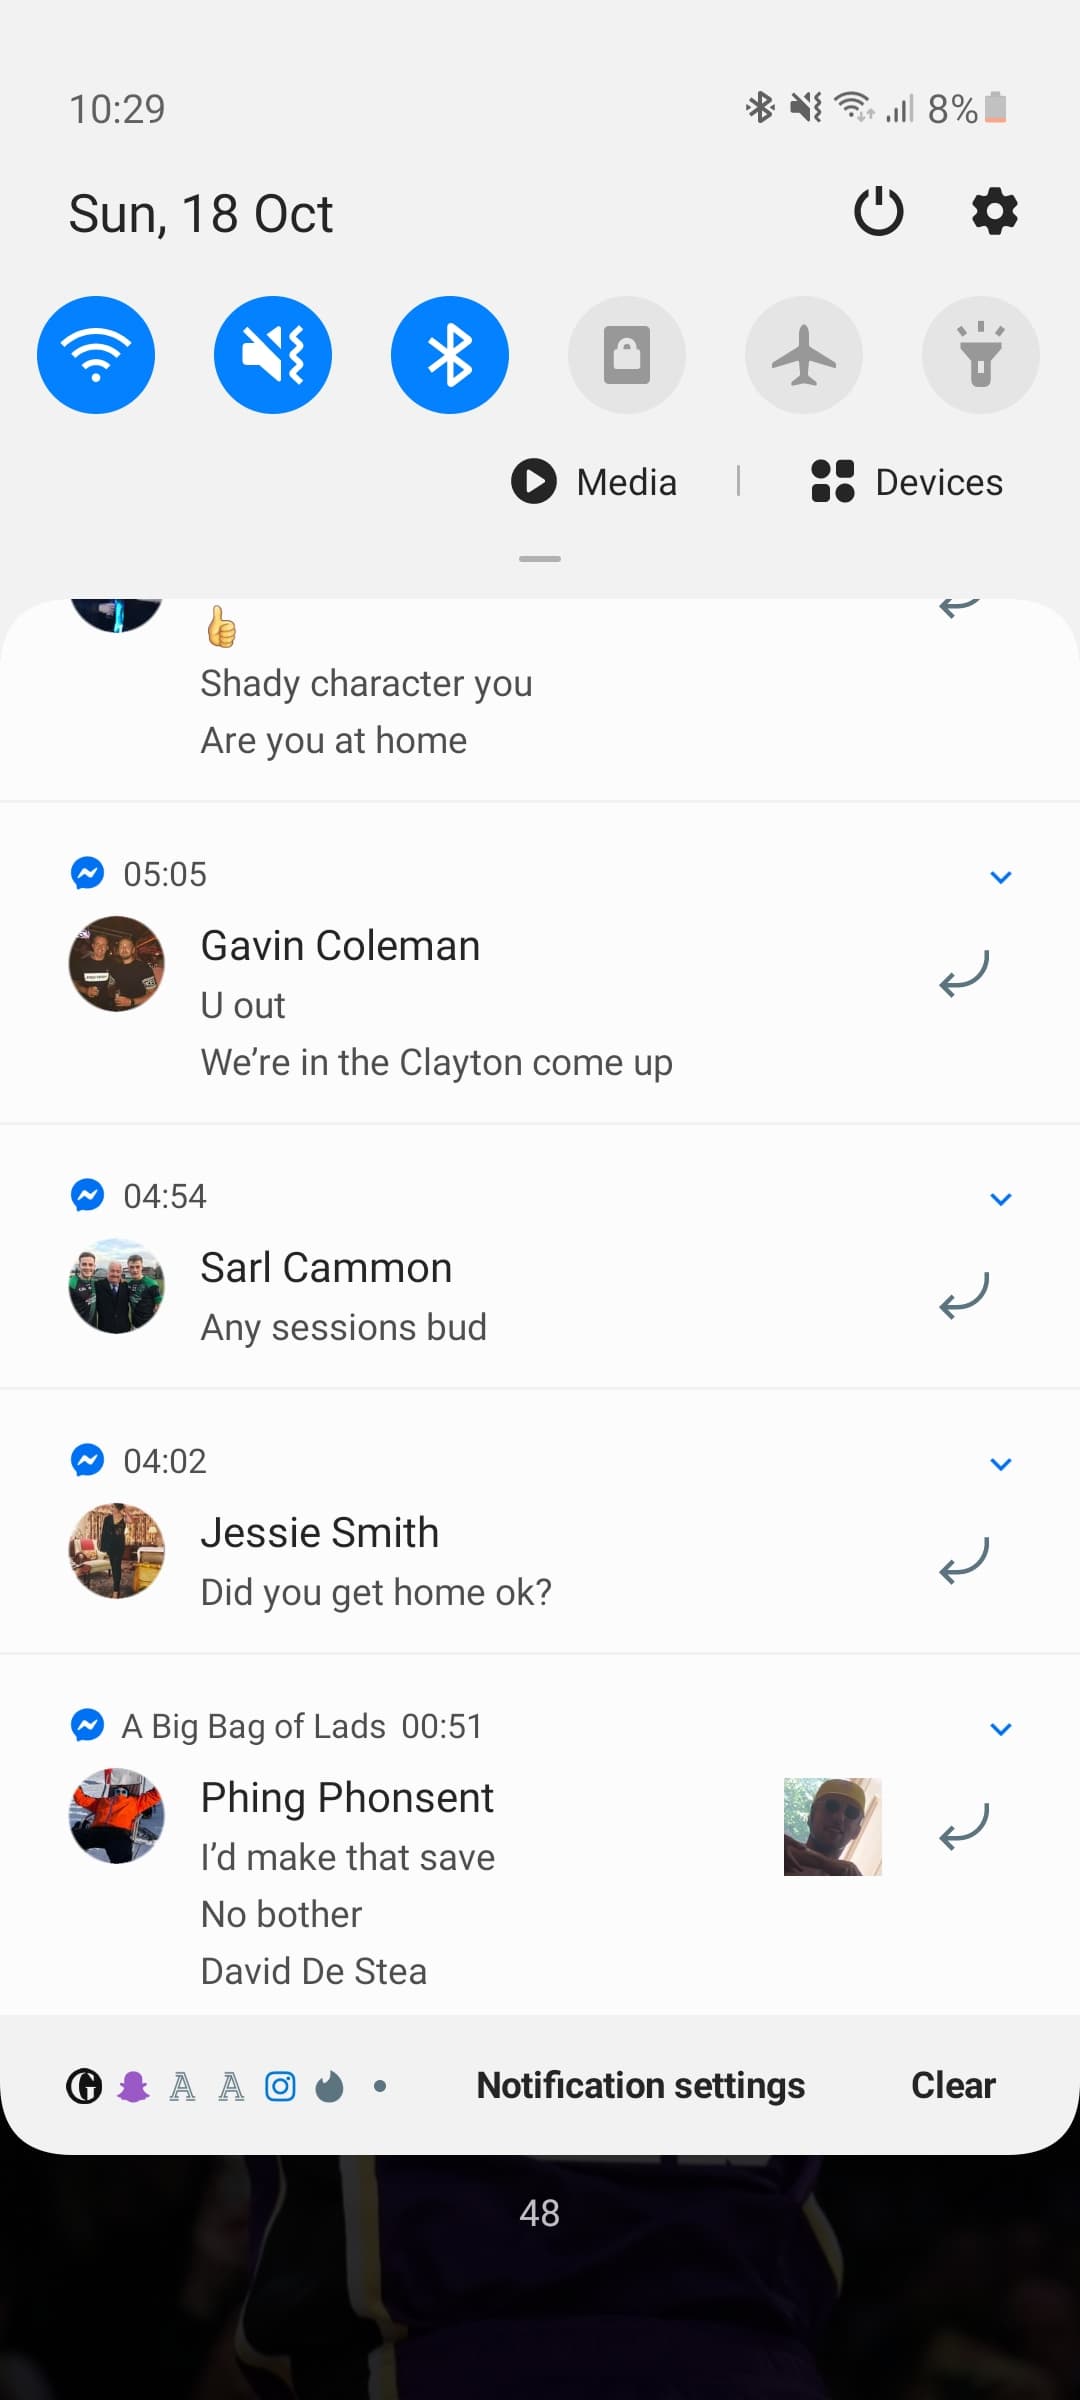 10:29
8%
Sun, 18 Oct
Media
Devices
👍
Shady character you
Are you at home
05:05
Gavin Coleman
U out
We’re in the Clayton come up
04:54
Sarl Cammon
Any sessions bud
04:02
Jessie Smith
Did you get home ok?
A Big Bag of Lads 00:51
Phing Phonsent
I’d make that save
No bother
David De Stea
Notification settings
Clear
48